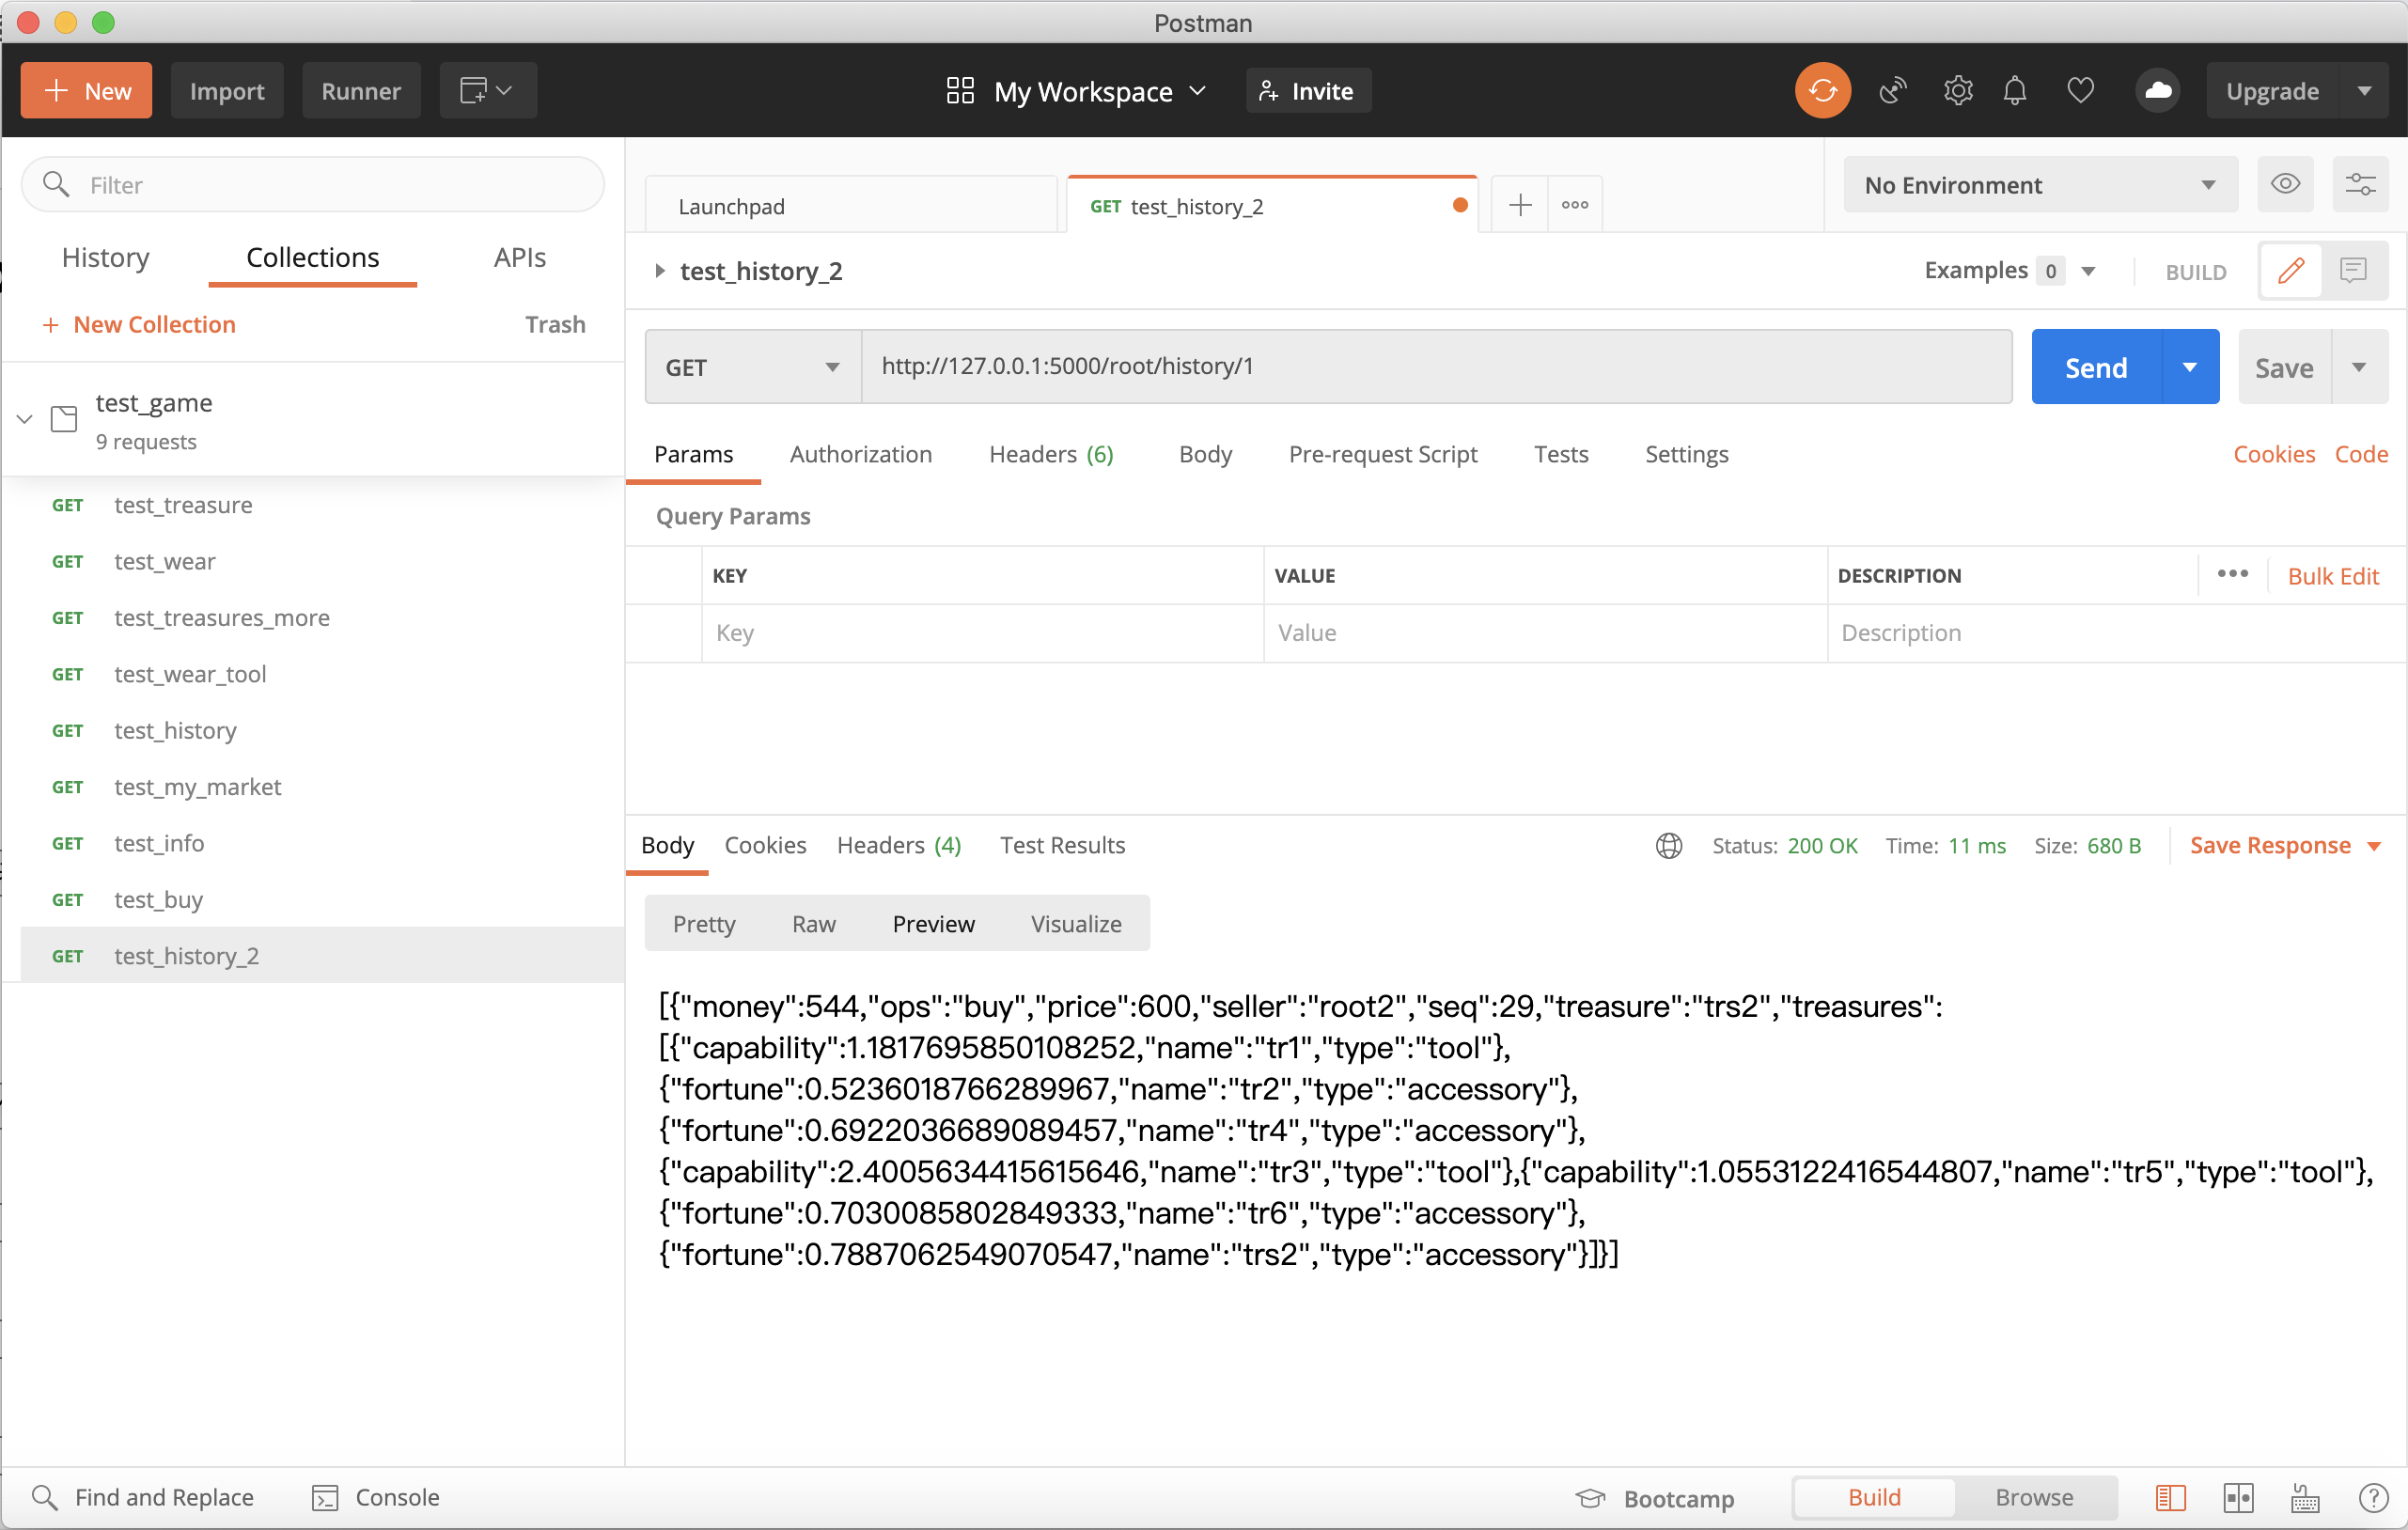 Postman
New
Import
Runner
My Workspace
Invite
Upgrade
Filter
History
Collections
APIs
New Collection
Trash
test_game
9 requests
GET test_treasure
GET test_wear
GET test_treasures_more
GET test_wear_tool
GET test_history
GET test_my_market
GET test_info
GET test_buy
GET test_history_2
Launchpad
GET test_history_2
No Environment
test_history_2
Examples 0
BUILD
GET
http://127.0.0.1:5000/root/history/1
Send
Save
Params
Authorization
Headers (6)
Body
Pre-request Script
Tests
Settings
Cookies
Code
Query Params
KEY
VALUE
DESCRIPTION
Bulk Edit
Key
Value
Description
Body
Cookies
Headers (4)
Test Results
Status: 200 OK
Time: 11 ms
Size: 680 B
Save Response
Pretty
Raw
Preview
Visualize
[{"money":544,"ops":"buy","price":600,"seller":"root2","seq":29,"treasure":"trs2","treasures":
[{"capability":1.1817695850108252,"name":"tr1","type":"tool"},
{"fortune":0.5236018766289967,"name":"tr2","type":"accessory"},
{"fortune":0.6922036689089457,"name":"tr4","type":"accessory"},
{"capability":2.4005634415615646,"name":"tr3","type":"tool"},{"capability":1.0553122416544807,"name":"tr5","type":"tool"},
{"fortune":0.7030085802849333,"name":"tr6","type":"accessory"},
{"fortune":0.7887062549070547,"name":"trs2","type":"accessory"}]}]
Find and Replace
Console
Bootcamp
Build
Browse